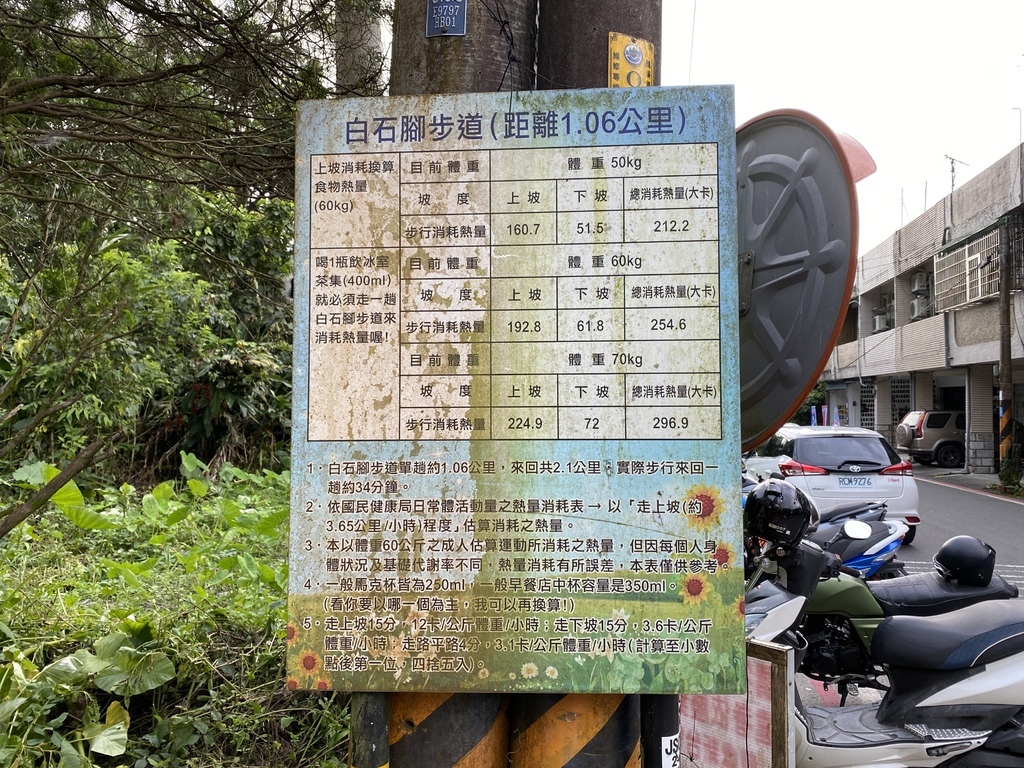 E9797
AB01
白石腳步道(距離1.06公里)
上坡消耗換算
食物熱量
(60kg)
目前體重 體重50kg
坡度 上坡 下坡 總消耗熱量(大卡)
步行消耗熱量 160.7 51.5 212.2
喝1瓶飲冰室
茶集(400ml)
就必須走一趟
白石腳步道來
消耗熱量喔!
目前體重 體重60kg
坡度 上坡 下坡 總消耗熱量(大卡)
步行消耗熱量 192.8 61.8 254.6
目前體重 體重70kg
坡度 上坡 下坡 總消耗熱量(大卡)
步行消耗熱量 224.9 72 296.9
1．白石腳步道單趟約1.06公里，來回共2.1公里，實際步行來回一
趟約34分鐘。
2．依國民健康局日常體活動量之熱量消耗表→以「走上坡(約
3.65公里/小時)程度」估算消耗之熱量。
3．本以體重60公斤之成人估算運動所消耗之熱量，但因每個人身
體狀況及基礎代謝率不同，熱量消耗有所誤差，本表僅供參考。
4．一般馬克杯皆為250ml，一般早餐店中杯容量是350ml。
(看你要以哪一個為主，我可以再換算!)
5．走上坡15分，12卡/公斤體重/小時；走下坡15分，3.6卡/公斤
體重/小時；走路平路4分，3.1卡/公斤體重/小時(計算至小數
點後第一位，四捨五入)。
RCM 9276
JS